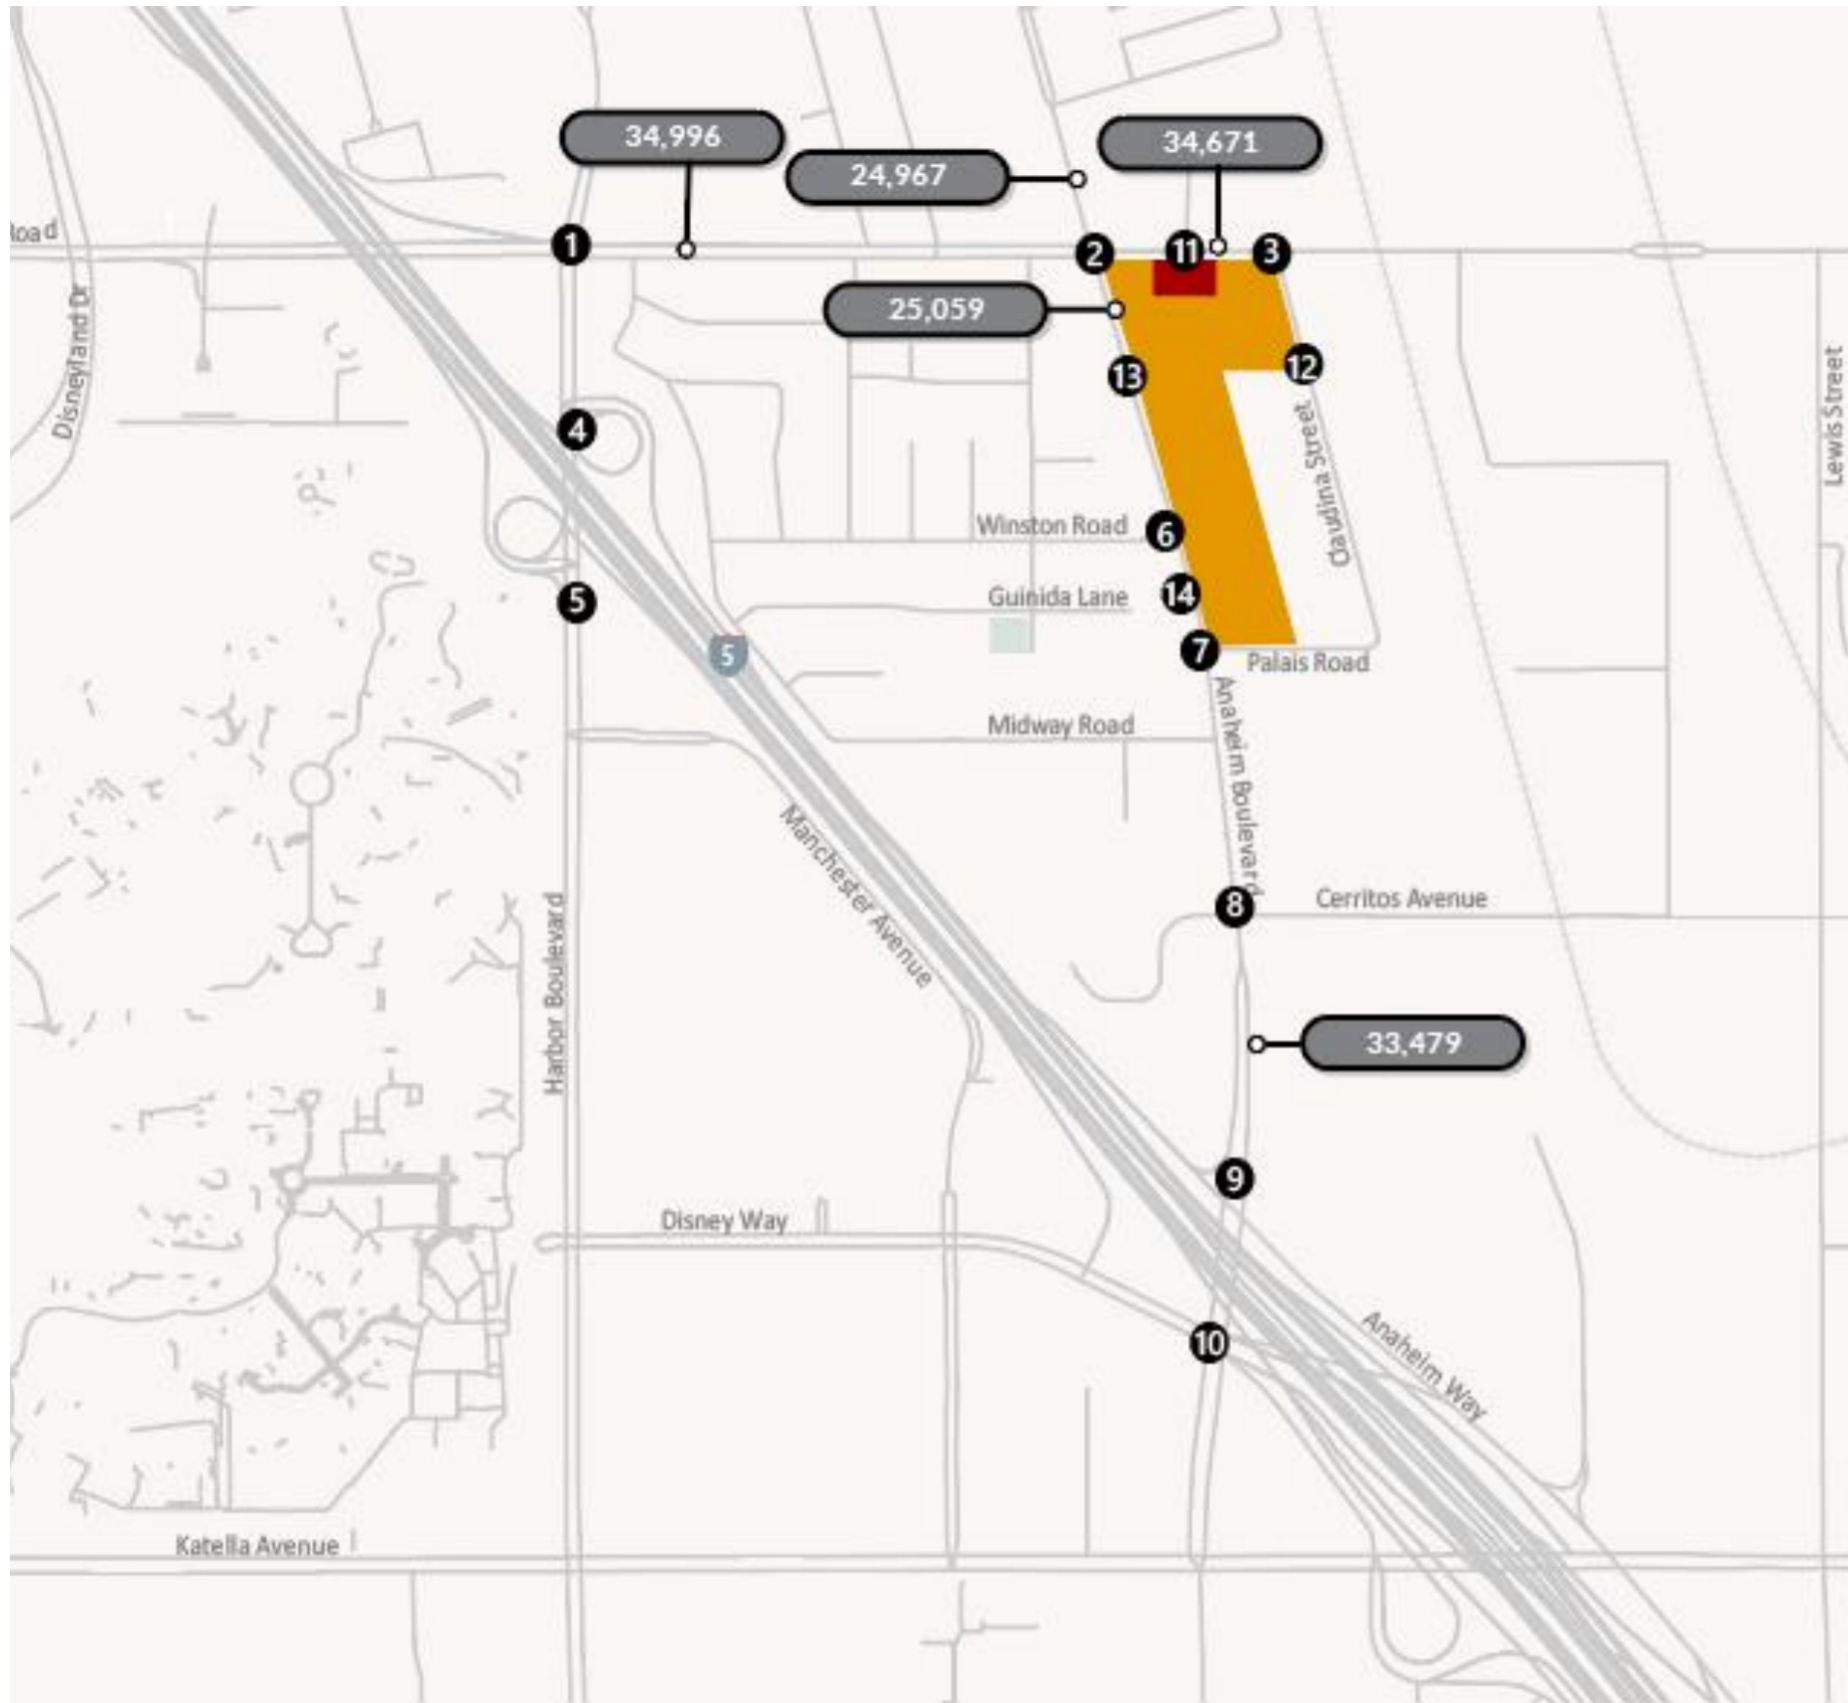 34,996
34,671
24,967
Road
1
2
11
3
Disneyland Dr
25,059
13
12
Lewis Street
4
Claudina Street
Winston Road
6
5
Guinida Lane
14
5
7
Palais Road
Anaheim Boulevard
Midway Road
Manchester Avenue
Harbor Boulevard
8
Cerritos Avenue
33,479
9
Disney Way
10
Anaheim Way
Katella Avenue